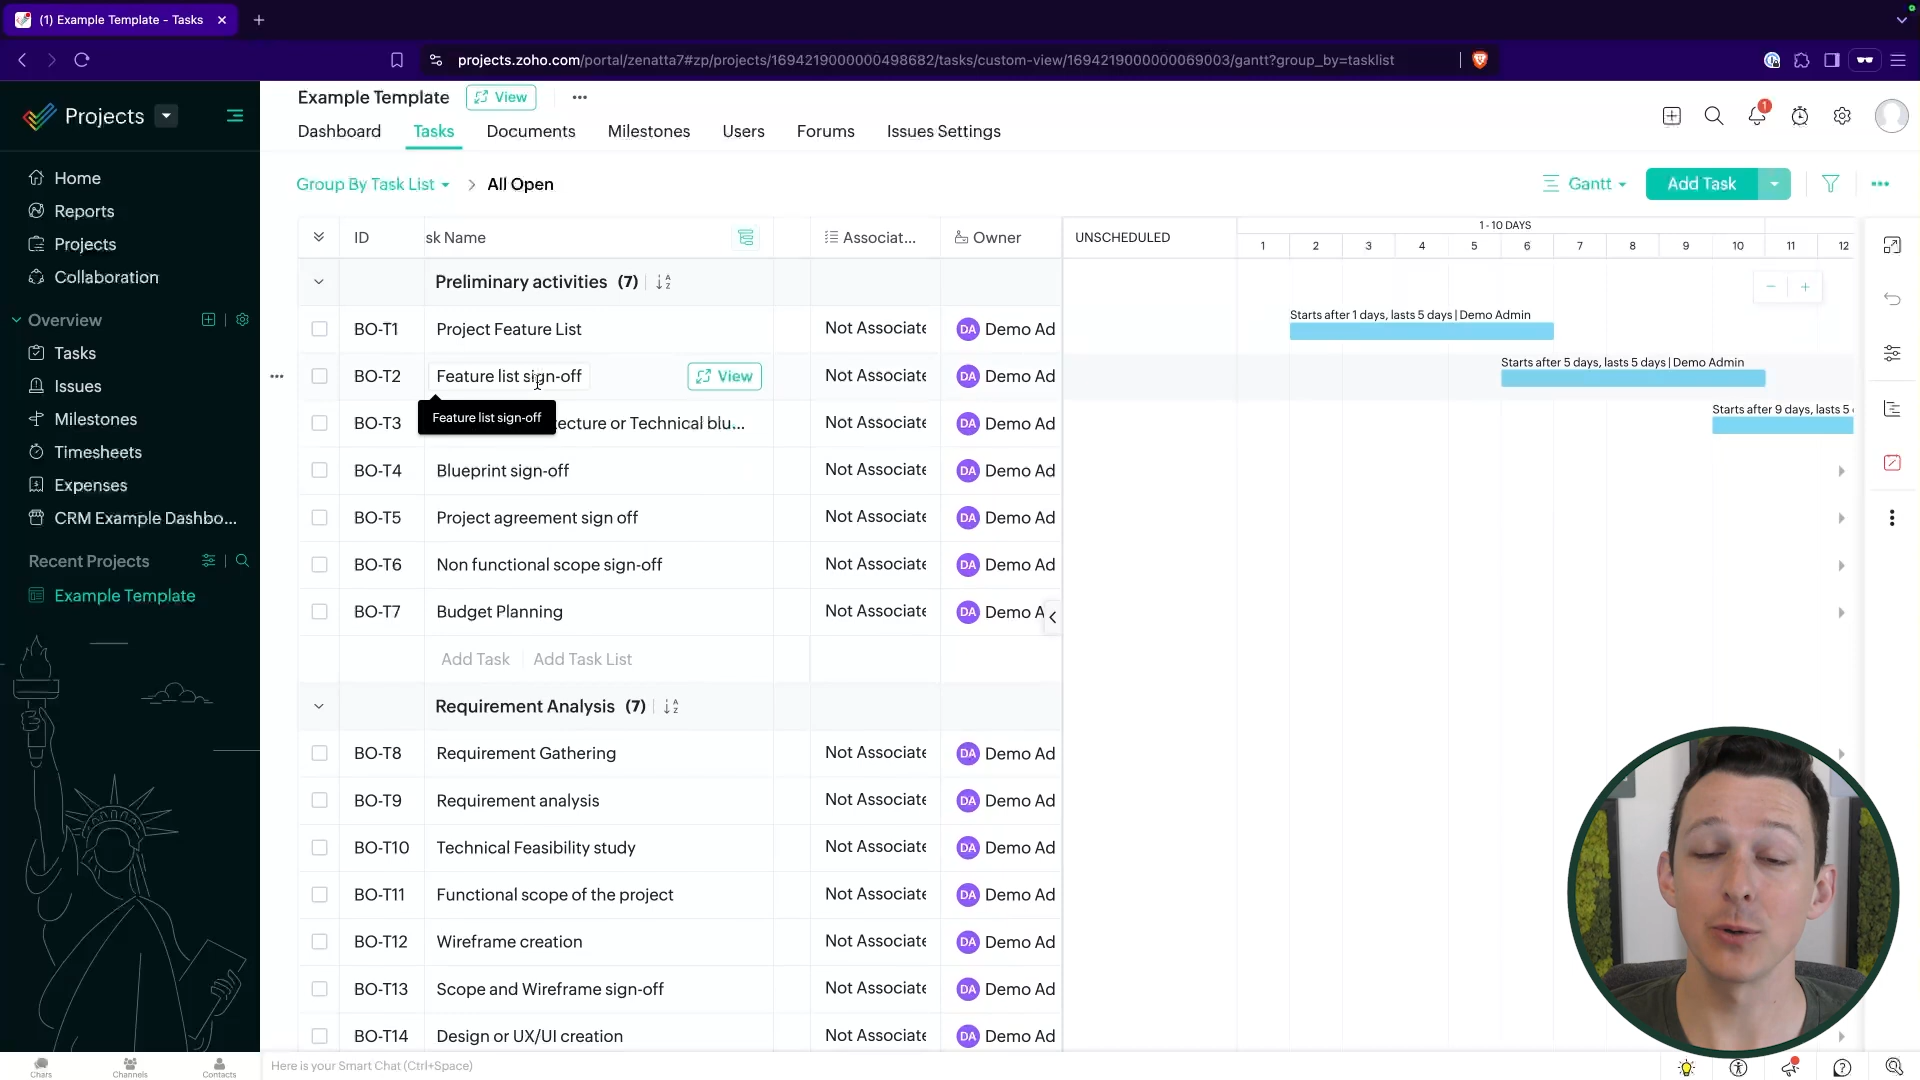 (1) Example Template - Tasks
projects.zoho.com/portal/zenatta7#zp/projects/1694219000000498682/tasks/custom-view/1694219000000069003/gantt?group_by=tasklist
Projects
Home
Reports
Projects
Collaboration
Overview
Tasks
Issues
Milestones
Timesheets
Expenses
CRM Example Dashbo...
Recent Projects
Example Template
Example Template View
Dashboard Tasks Documents Milestones Users Forums Issues Settings
1
Group By Task List > All Open
Gantt Add Task
ID sk Name Associat... Owner UNSCHEDULED
1 - 10 DAYS
1 2 3 4 5 6 7 8 9 10 11 12
Preliminary activities (7)
BO-T1 Project Feature List Not Associate DA Demo Ad
Starts after 1 days, lasts 5 days | Demo Admin
BO-T2 Feature list sign-off View Not Associate DA Demo Ad
Starts after 5 days, lasts 5 days | Demo Admin
Feature list sign-off
BO-T3 ecture or Technical blu... Not Associate DA Demo Ad
Starts after 9 days, lasts 5
BO-T4 Blueprint sign-off Not Associate DA Demo Ad
BO-T5 Project agreement sign off Not Associate DA Demo Ad
BO-T6 Non functional scope sign-off Not Associate DA Demo Ad
BO-T7 Budget Planning Not Associate DA Demo A
Add Task Add Task List
Requirement Analysis (7)
BO-T8 Requirement Gathering Not Associate DA Demo Ad
BO-T9 Requirement analysis Not Associate DA Demo Ad
BO-T10 Technical Feasibility study Not Associate DA Demo Ad
BO-T11 Functional scope of the project Not Associate DA Demo Ad
BO-T12 Wireframe creation Not Associate DA Demo Ad
BO-T13 Scope and Wireframe sign-off Not Associate DA Demo Ad
BO-T14 Design or UX/UI creation Not Associate DA Demo Ad
Chats Channels Contacts
Here is your Smart Chat (Ctrl+Space)